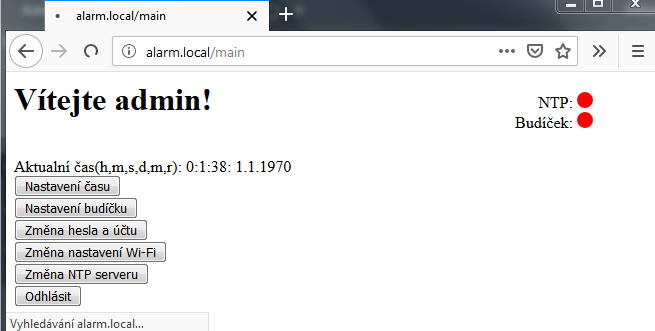 alarm.local/main
alarm.local/main
Vítejte admin!
NTP:
Budíček:
Aktualní čas(h,m,s,d,m,r): 0:1:38: 1.1.1970
Nastavení času
Nastavení budíčku
Změna hesla a účtu
Změna nastavení Wi-Fi
Změna NTP serveru
Odhlásit
Vyhledávání alarm.local...